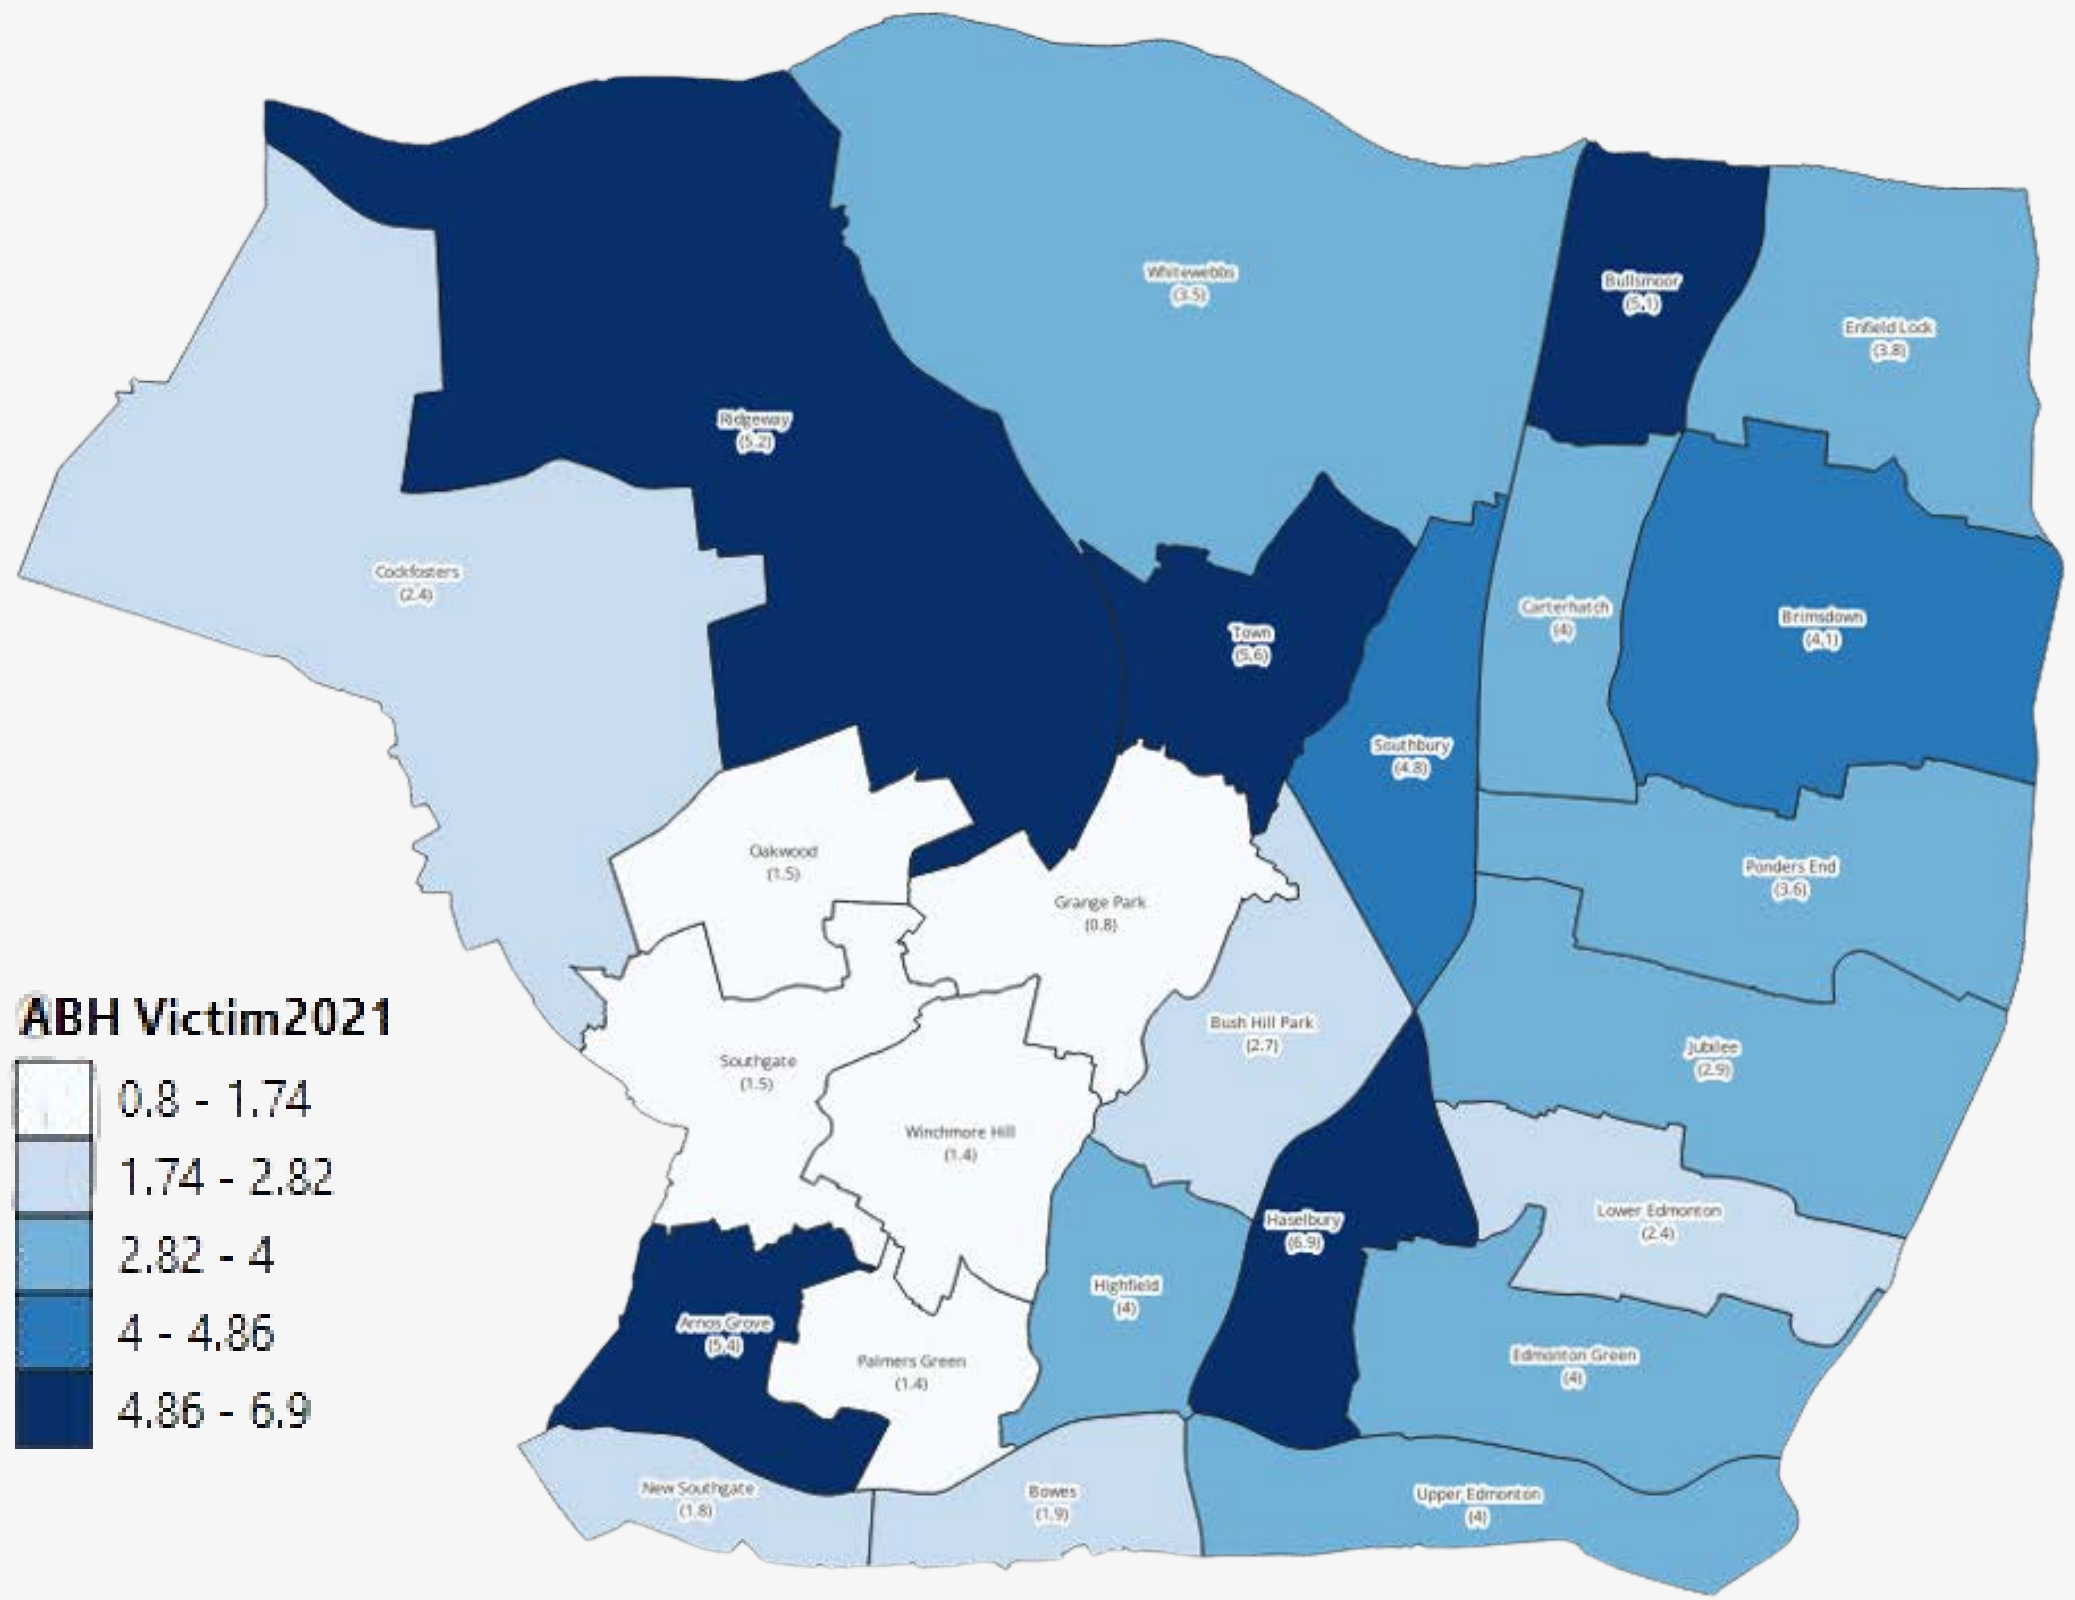 Whitewebbs
(3.5)
Bullsmoor
(5.1)
Enfield Lock
(3.8)
Ridgeway
(5.2)
Cockfosters
(2.4)
Town
(5.6)
Carterhatch
(4)
Brimsdown
(4.1)
Southbury
(4.8)
Oakwood
(1.5)
Grange Park
(0.8)
Ponders End
(3.6)
Bush Hill Park
(2.7)
Jubilee
(2.9)
Southgate
(1.5)
Winchmore Hill
(1.4)
Haselbury
(6.9)
Lower Edmonton
(2.4)
Highfield
(4)
Arnos Grove
(5.4)
Palmers Green
(1.4)
Edmonton Green
(4)
New Southgate
(1.8)
Bowes
(1.9)
Upper Edmonton
(4)
ABH Victim2021
0.8 - 1.74
1.74 - 2.82
2.82 - 4
4 - 4.86
4.86 - 6.9